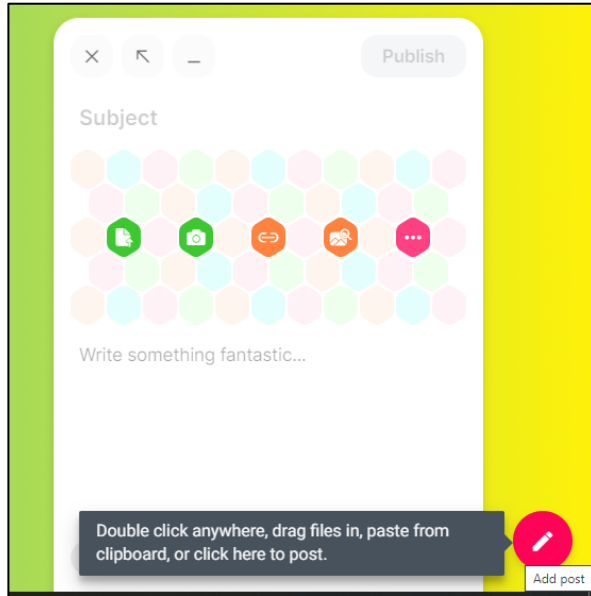 Publish
Subject
Write something fantastic...
Double click anywhere, drag files in, paste from
clipboard, or click here to post.
Add post